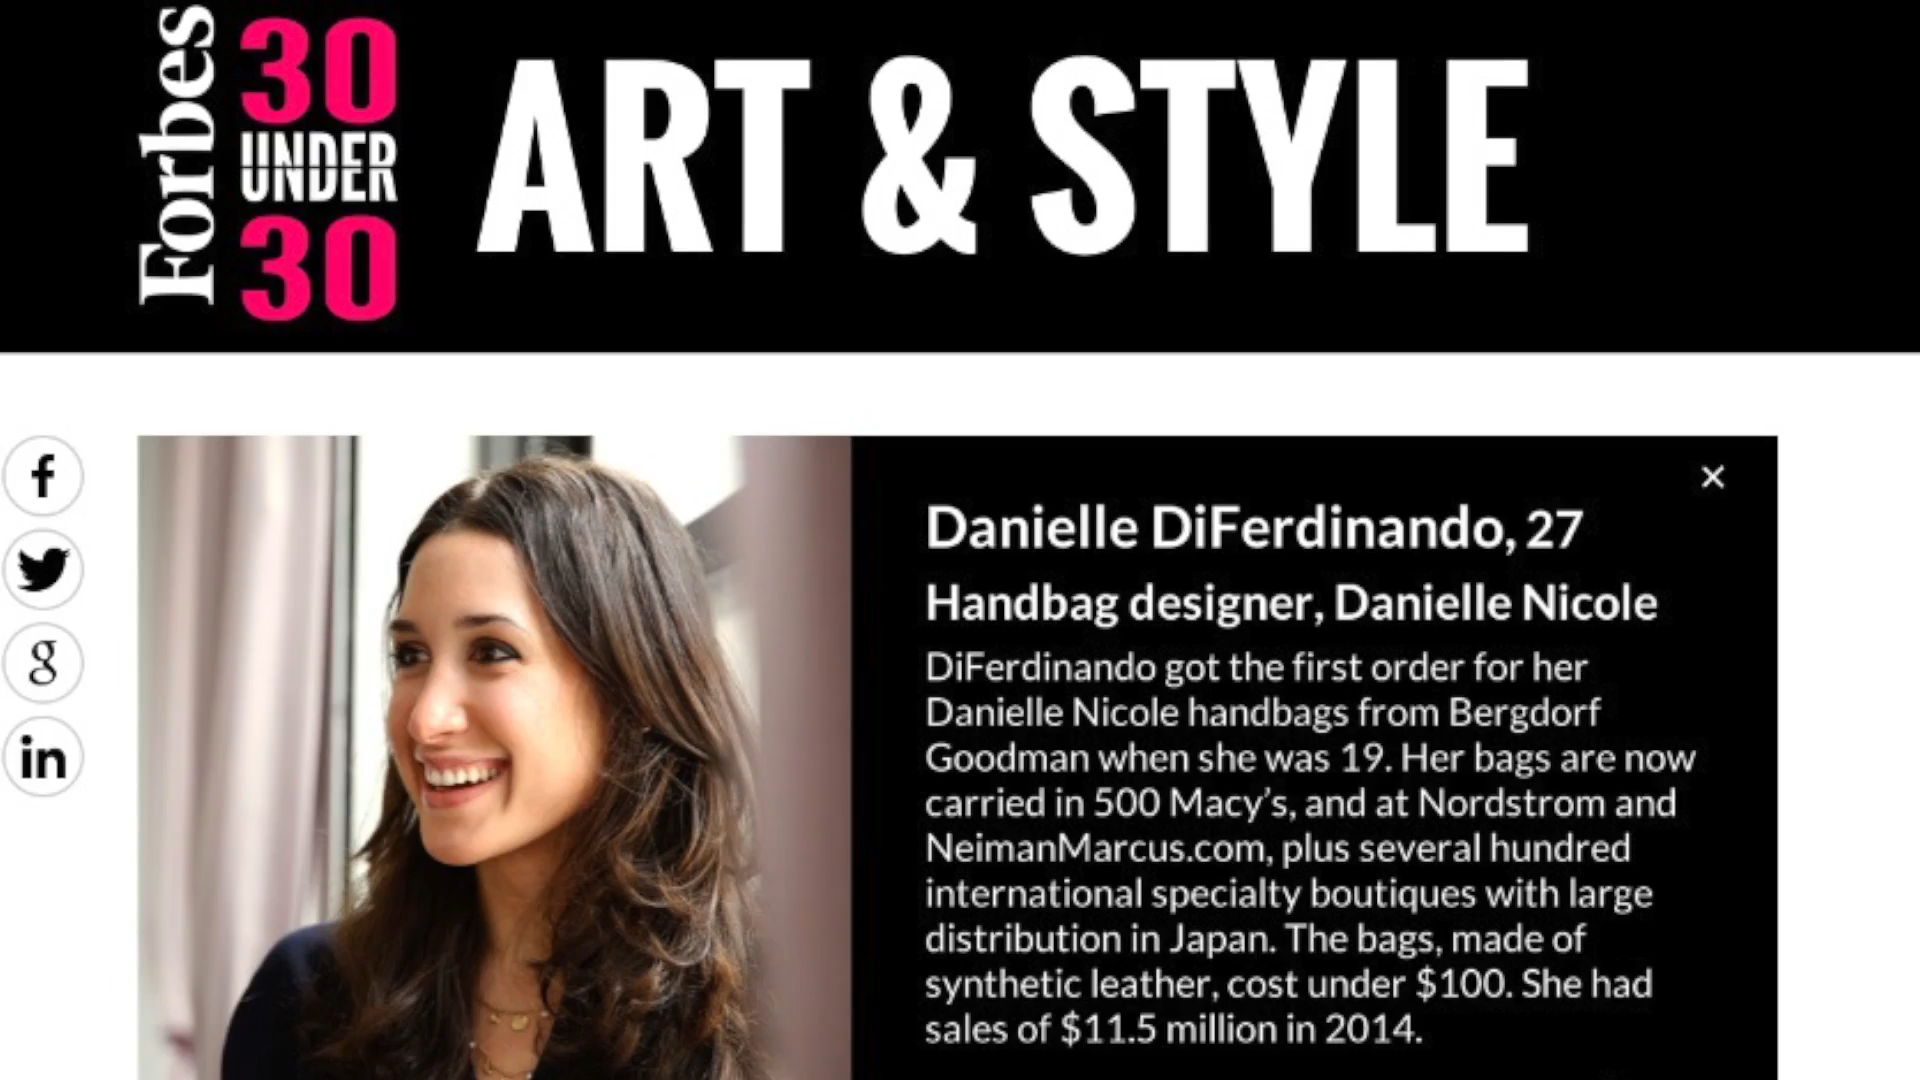 Forbes
30
UNDER
30
ART & STYLE
f
g
in
×
Danielle DiFerdinando, 27
Handbag designer, Danielle Nicole
DiFerdinando got the first order for her
Danielle Nicole handbags from Bergdorf
Goodman when she was 19. Her bags are now
carried in 500 Macy’s, and at Nordstrom and
NeimanMarcus.com, plus several hundred
international specialty boutiques with large
distribution in Japan. The bags, made of
synthetic leather, cost under $100. She had
sales of $11.5 million in 2014.